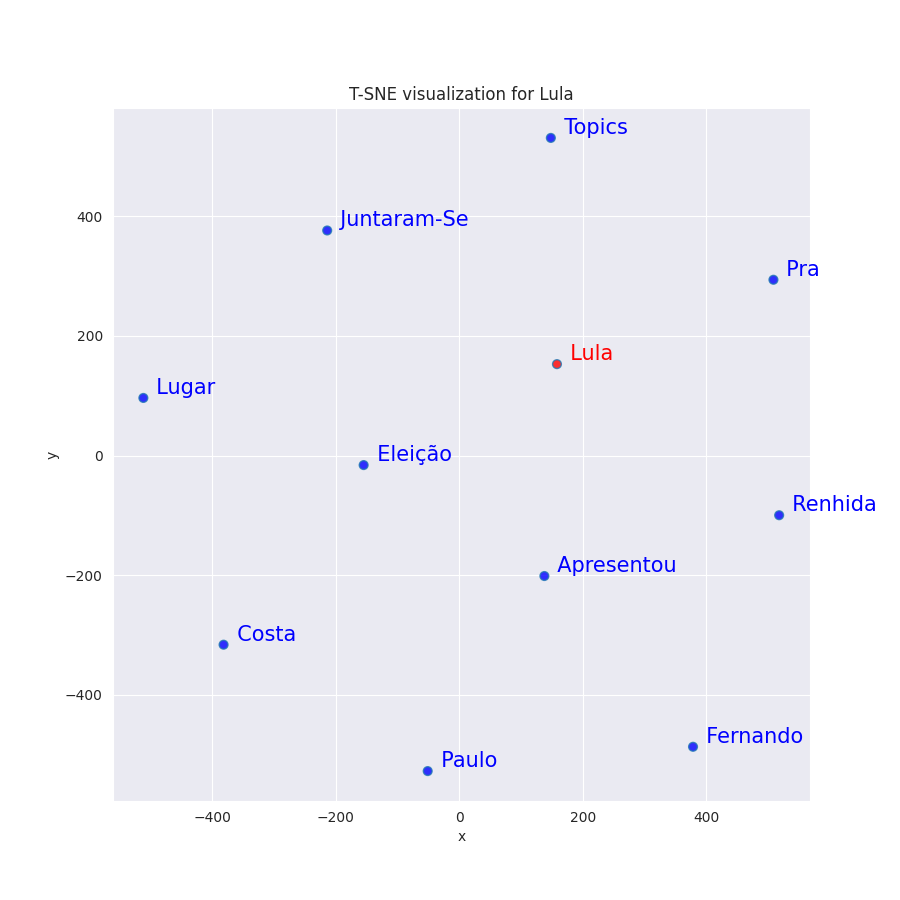 T-SNE visualization for Lula
Topics
Juntaram-Se
400
Pra
200
Lula
Lugar
Eleição
0
y
Renhida
Apresentou
−200
Costa
−400
Fernando
Paulo
−400 −200 0 200 400
x